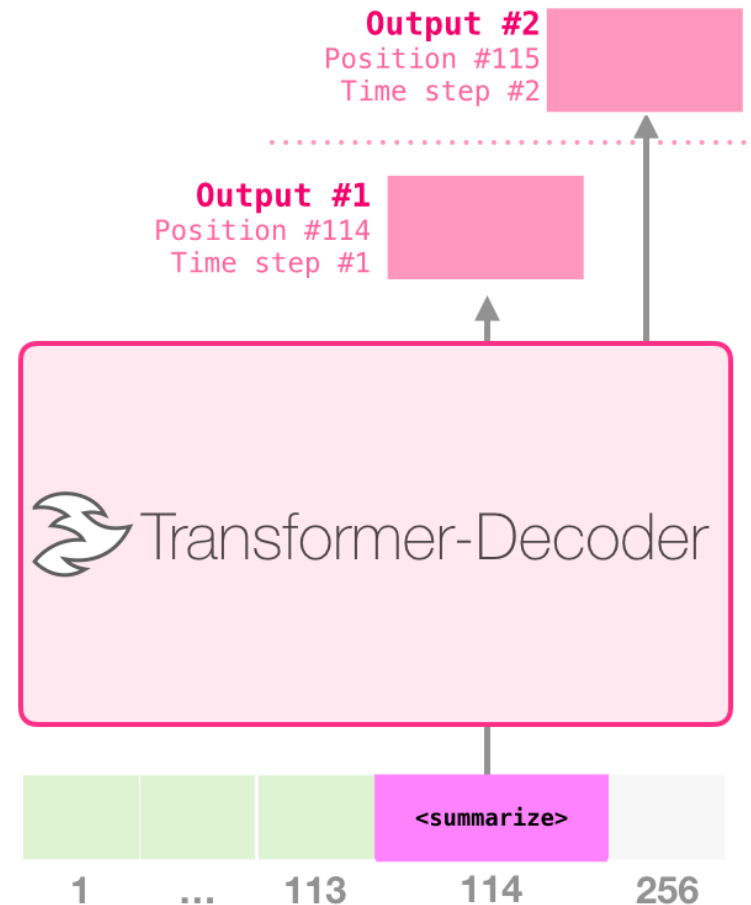 Output #2
Position #115
Time step #2
Output #1
Position #114
Time step #1
Transformer-Decoder
<summarize>
1 ... 113 114 256